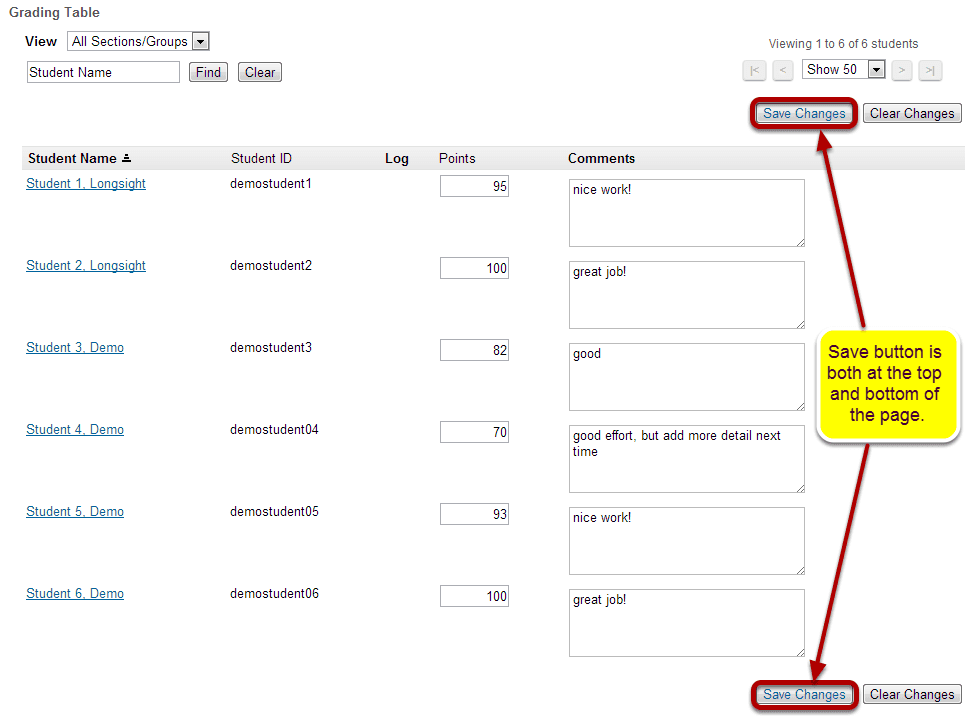 Grading Table
View All Sections/Groups
Viewing 1 to 6 of 6 students
Student Name Find Clear
|< < Show 50 > >|
Save Changes Clear Changes
Student Name Student ID Log Points Comments
Student 1, Longsight demostudent1 95 nice work!
Student 2, Longsight demostudent2 100 great job!
Student 3, Demo demostudent3 82 good
Save button is
both at the top
and bottom of
the page.
Student 4, Demo demostudent04 70 good effort, but add more detail next
time
Student 5, Demo demostudent05 93 nice work!
Student 6, Demo demostudent06 100 great job!
Save Changes Clear Changes